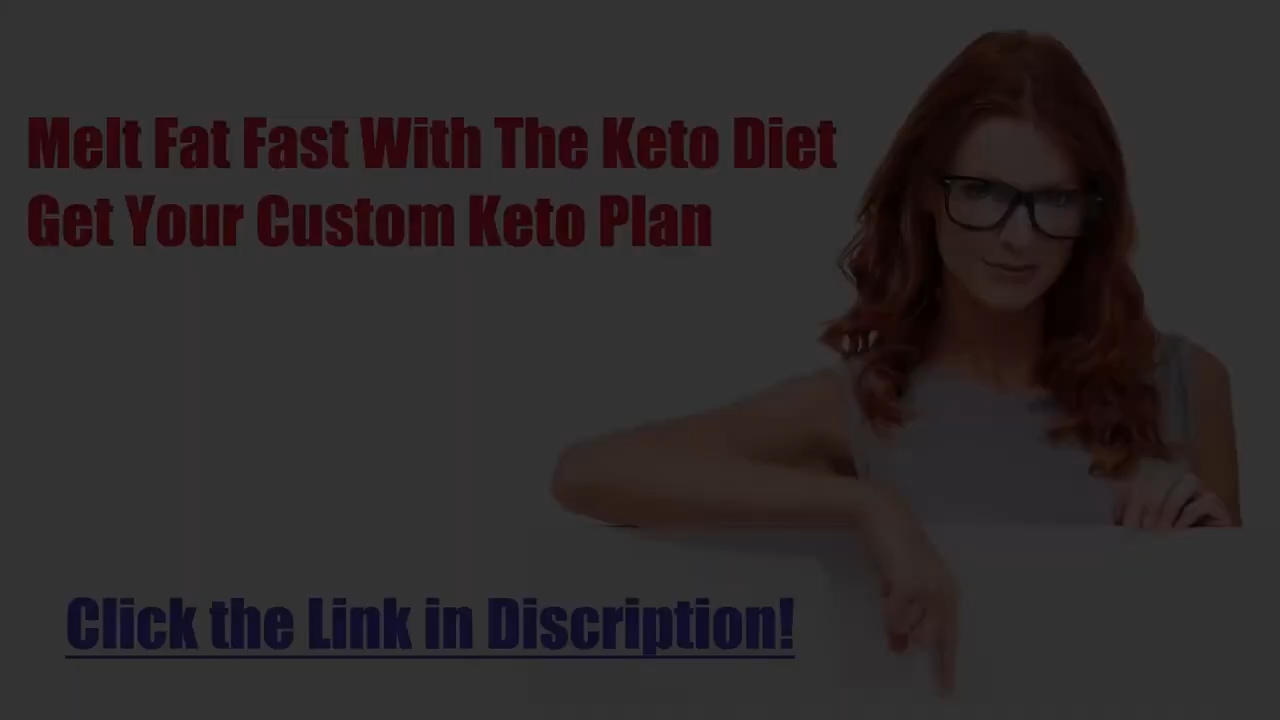 Melt Fat Fast With The Keto Diet
Get Your Custom Keto Plan
Click the Link in Discription!